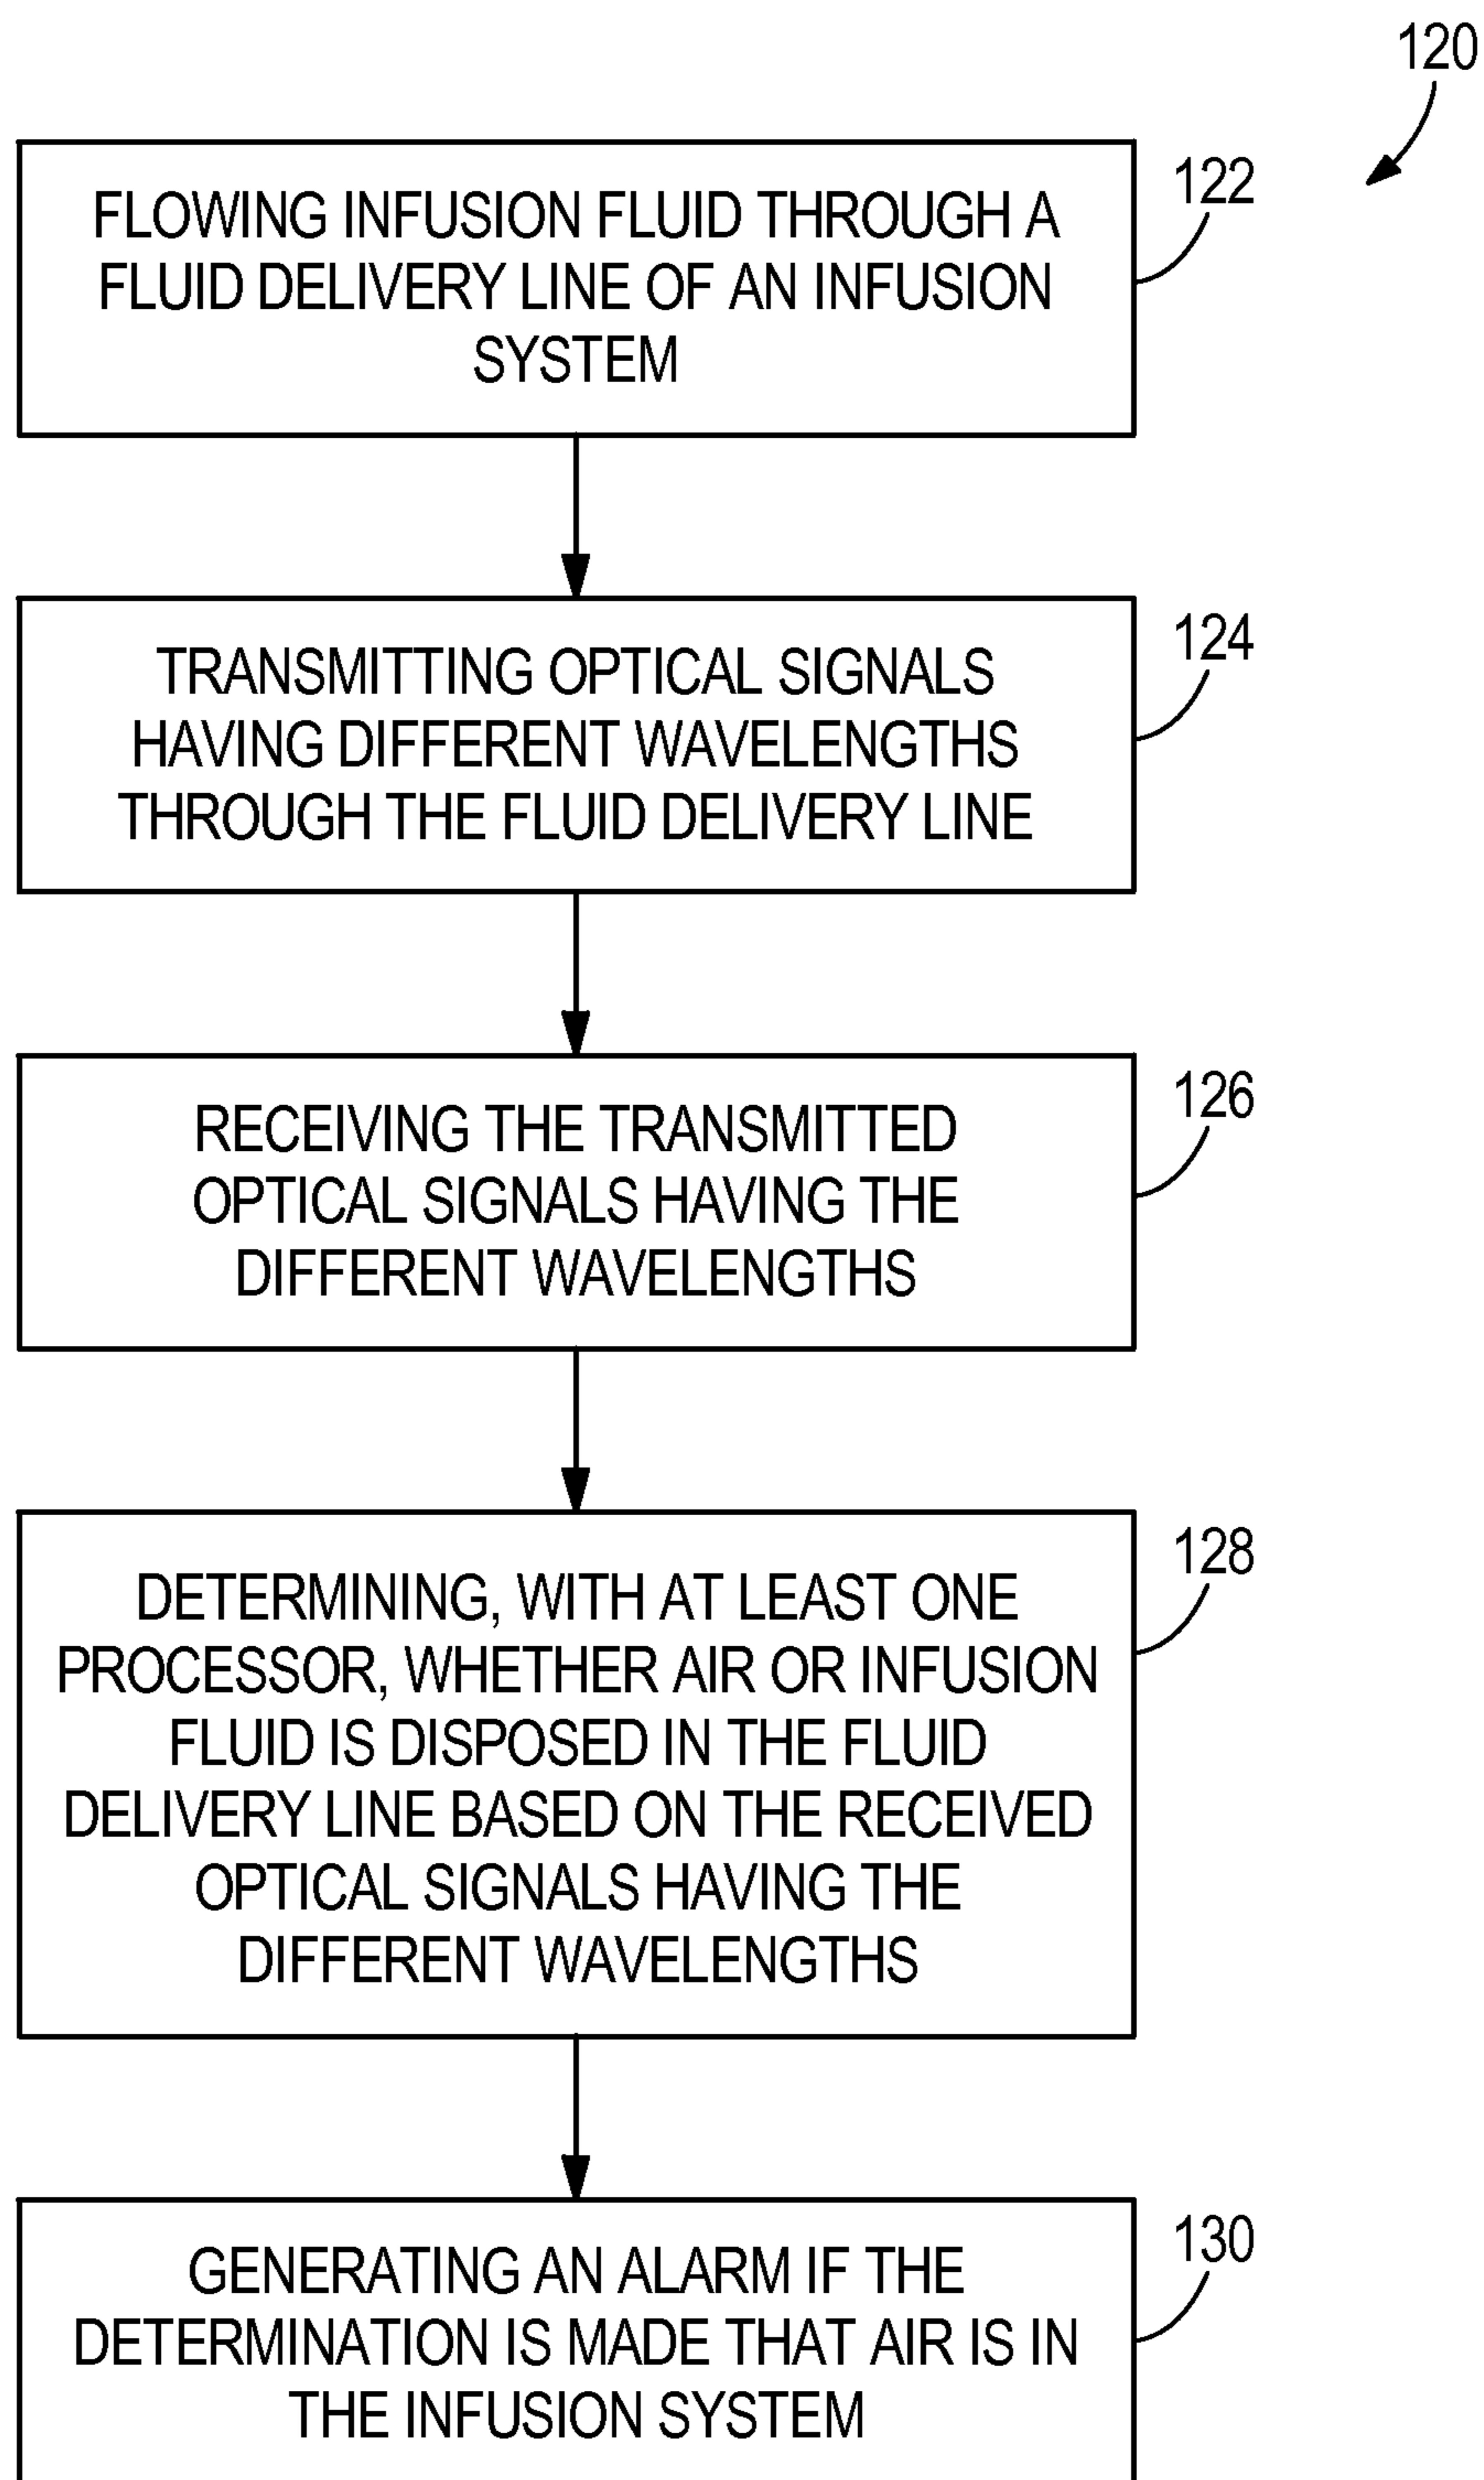 120
122
FLOWING INFUSION FLUID THROUGH A
FLUID DELIVERY LINE OF AN INFUSION
SYSTEM
124
TRANSMITTING OPTICAL SIGNALS
HAVING DIFFERENT WAVELENGTHS
THROUGH THE FLUID DELIVERY LINE
126
RECEIVING THE TRANSMITTED
OPTICAL SIGNALS HAVING THE
DIFFERENT WAVELENGTHS
128
DETERMINING, WITH AT LEAST ONE
PROCESSOR, WHETHER AIR OR INFUSION
FLUID IS DISPOSED IN THE FLUID
DELIVERY LINE BASED ON THE RECEIVED
OPTICAL SIGNALS HAVING THE
DIFFERENT WAVELENGTHS
130
GENERATING AN ALARM IF THE
DETERMINATION IS MADE THAT AIR IS IN
THE INFUSION SYSTEM